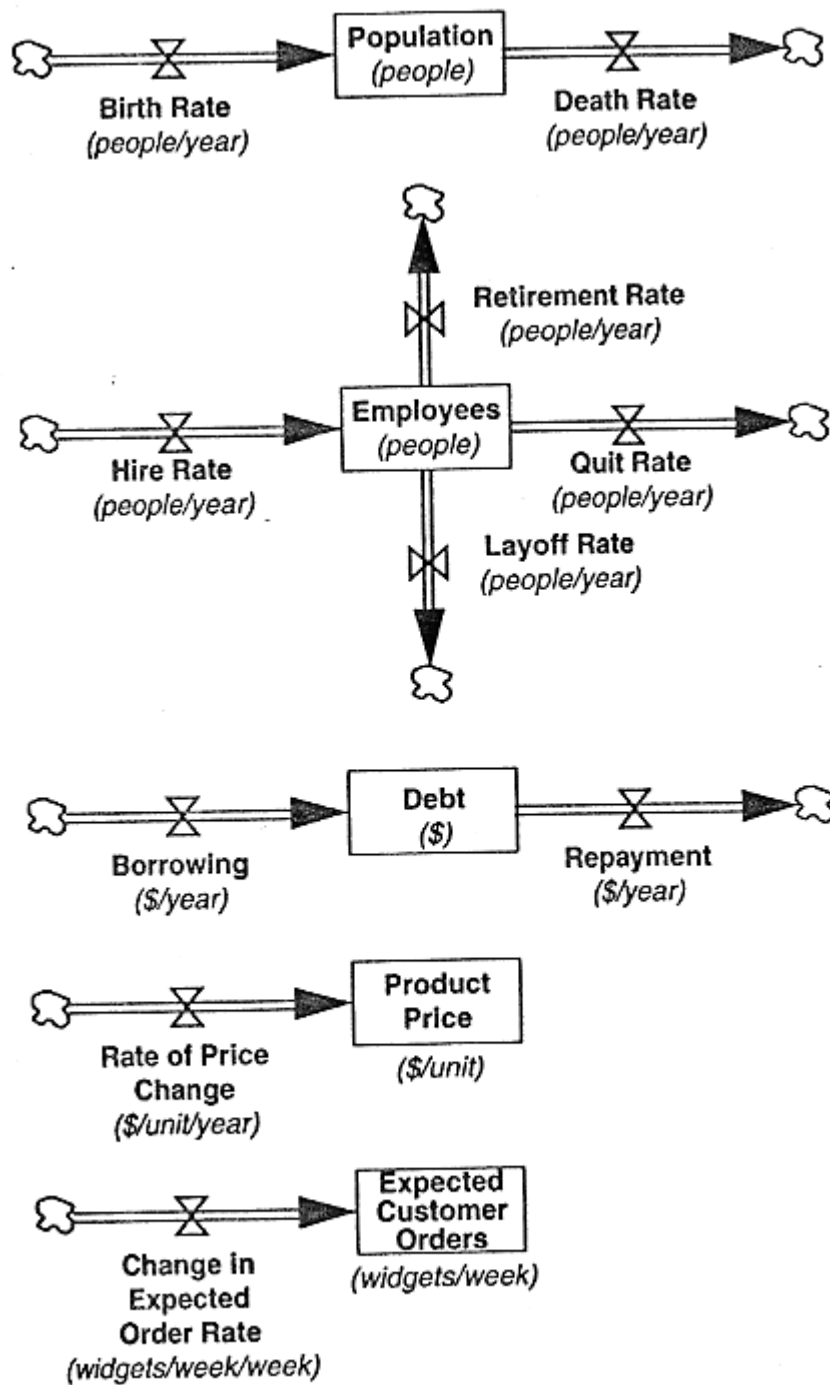 Population
(people)
Birth Rate
(people/year)
Death Rate
(people/year)
Retirement Rate
(people/year)
Employees
(people)
Hire Rate
(people/year)
Quit Rate
(people/year)
Layoff Rate
(people/year)
Debt
($)
Borrowing
($/year)
Repayment
($/year)
Product
Price
($/unit)
Rate of Price
Change
($/unit/year)
Expected
Customer
Orders
(widgets/week)
Change in
Expected
Order Rate
(widgets/week/week)